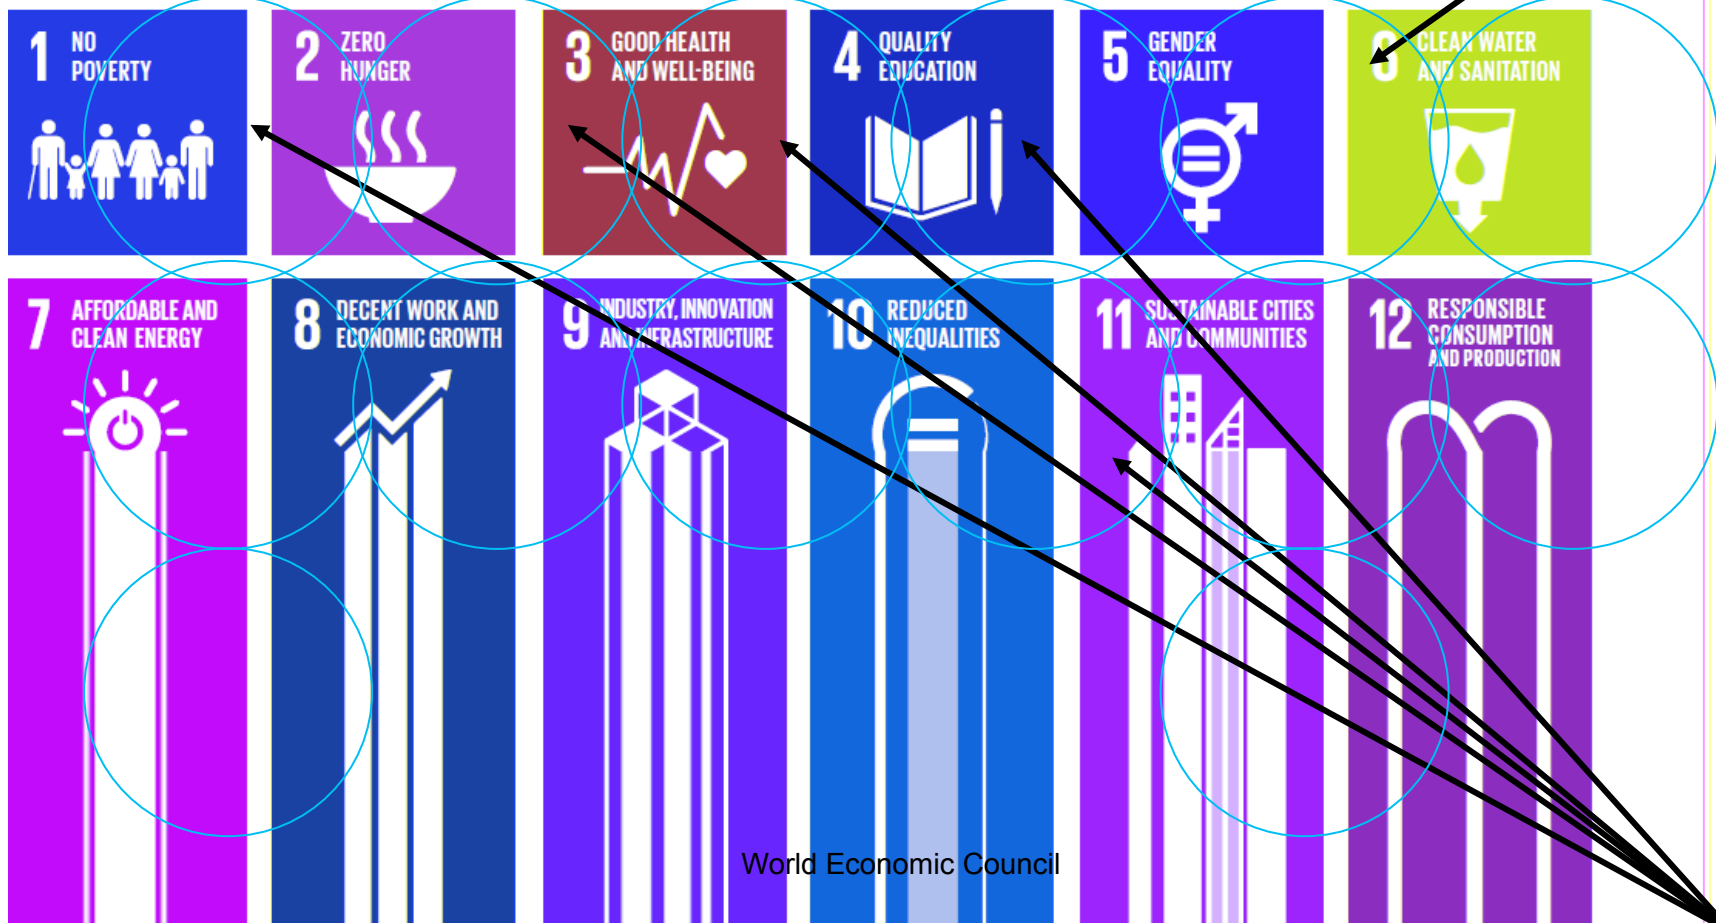 1 NO
POVERTY
2 ZERO
HUNGER
3 GOOD HEALTH
AND WELL-BEING
4 QUALITY
EDUCATION
5 GENDER
EQUALITY
6 CLEAN WATER
AND SANITATION
7 AFFORDABLE AND
CLEAN ENERGY
8 DECENT WORK AND
ECONOMIC GROWTH
9 INDUSTRY, INNOVATION
AND INFRASTRUCTURE
10 REDUCED
INEQUALITIES
11 SUSTAINABLE CITIES
AND COMMUNITIES
12 RESPONSIBLE
CONSUMPTION
AND PRODUCTION
World Economic Council